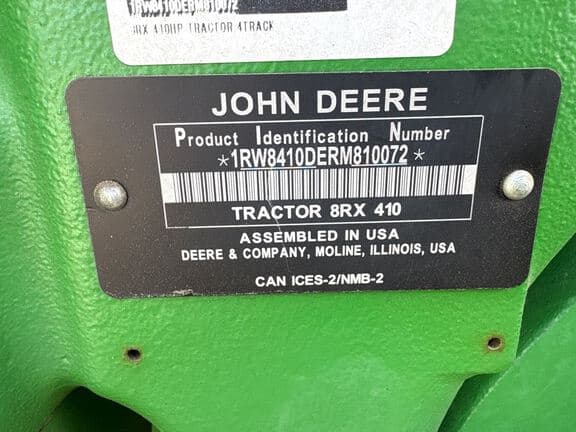 1RW8410DERM810072
8RX 410HP TRACTOR 4TRACK
JOHN DEERE
Product Identification Number
*1RW8410DERM810072*
TRACTOR 8RX 410
ASSEMBLED IN USA
DEERE & COMPANY, MOLINE, ILLINOIS, USA
CAN ICES-2/NMB-2